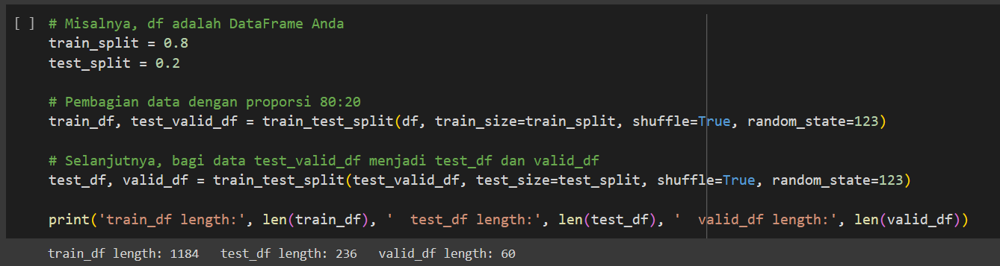 [ ] # Misalnya, df adalah DataFrame Anda
train_split = 0.8
test_split = 0.2
# Pembagian data dengan proporsi 80:20
train_df, test_valid_df = train_test_split(df, train_size=train_split, shuffle=True, random_state=123)
# Selanjutnya, bagi data test_valid_df menjadi test_df dan valid_df
test_df, valid_df = train_test_split(test_valid_df, test_size=test_split, shuffle=True, random_state=123)
print('train_df length:', len(train_df), '  test_df length:', len(test_df), '  valid_df length:', len(valid_df))
train_df length: 1184   test_df length: 236   valid_df length: 60